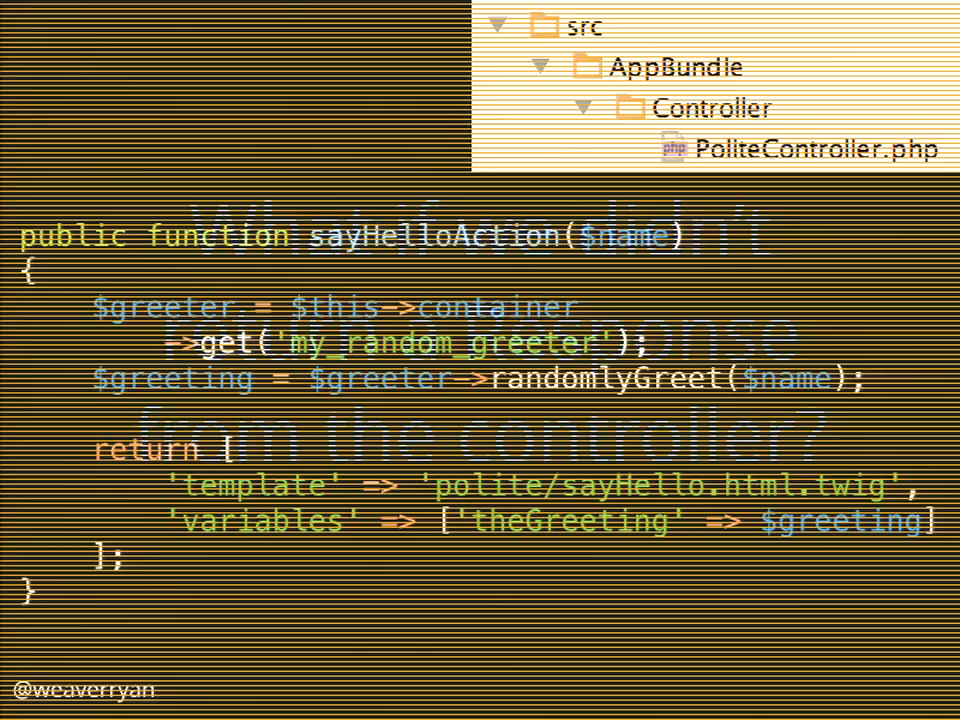 src
AppBundle
Controller
php PoliteController.php
What if we didn't
return a Response
from the controller?
public function sayHelloAction($name)
{
$greeter = $this->container
->get('my_random_greeter');
$greeting = $greeter->randomlyGreet($name);
return [
'template' => 'polite/sayHello.html.twig',
'variables' => ['theGreeting' => $greeting]
];
}
@weaverryan